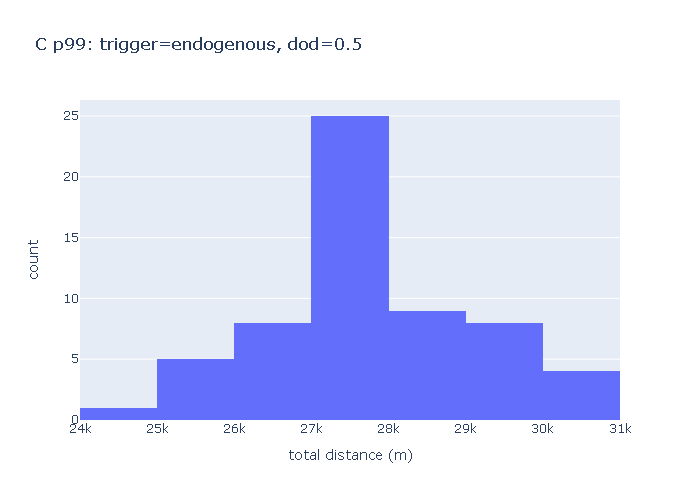 C p99: trigger=endogenous, dod=0.5
count
25
20
15
10
5
0
24k 25k 26k 27k 28k 29k 30k 31k
total distance (m)